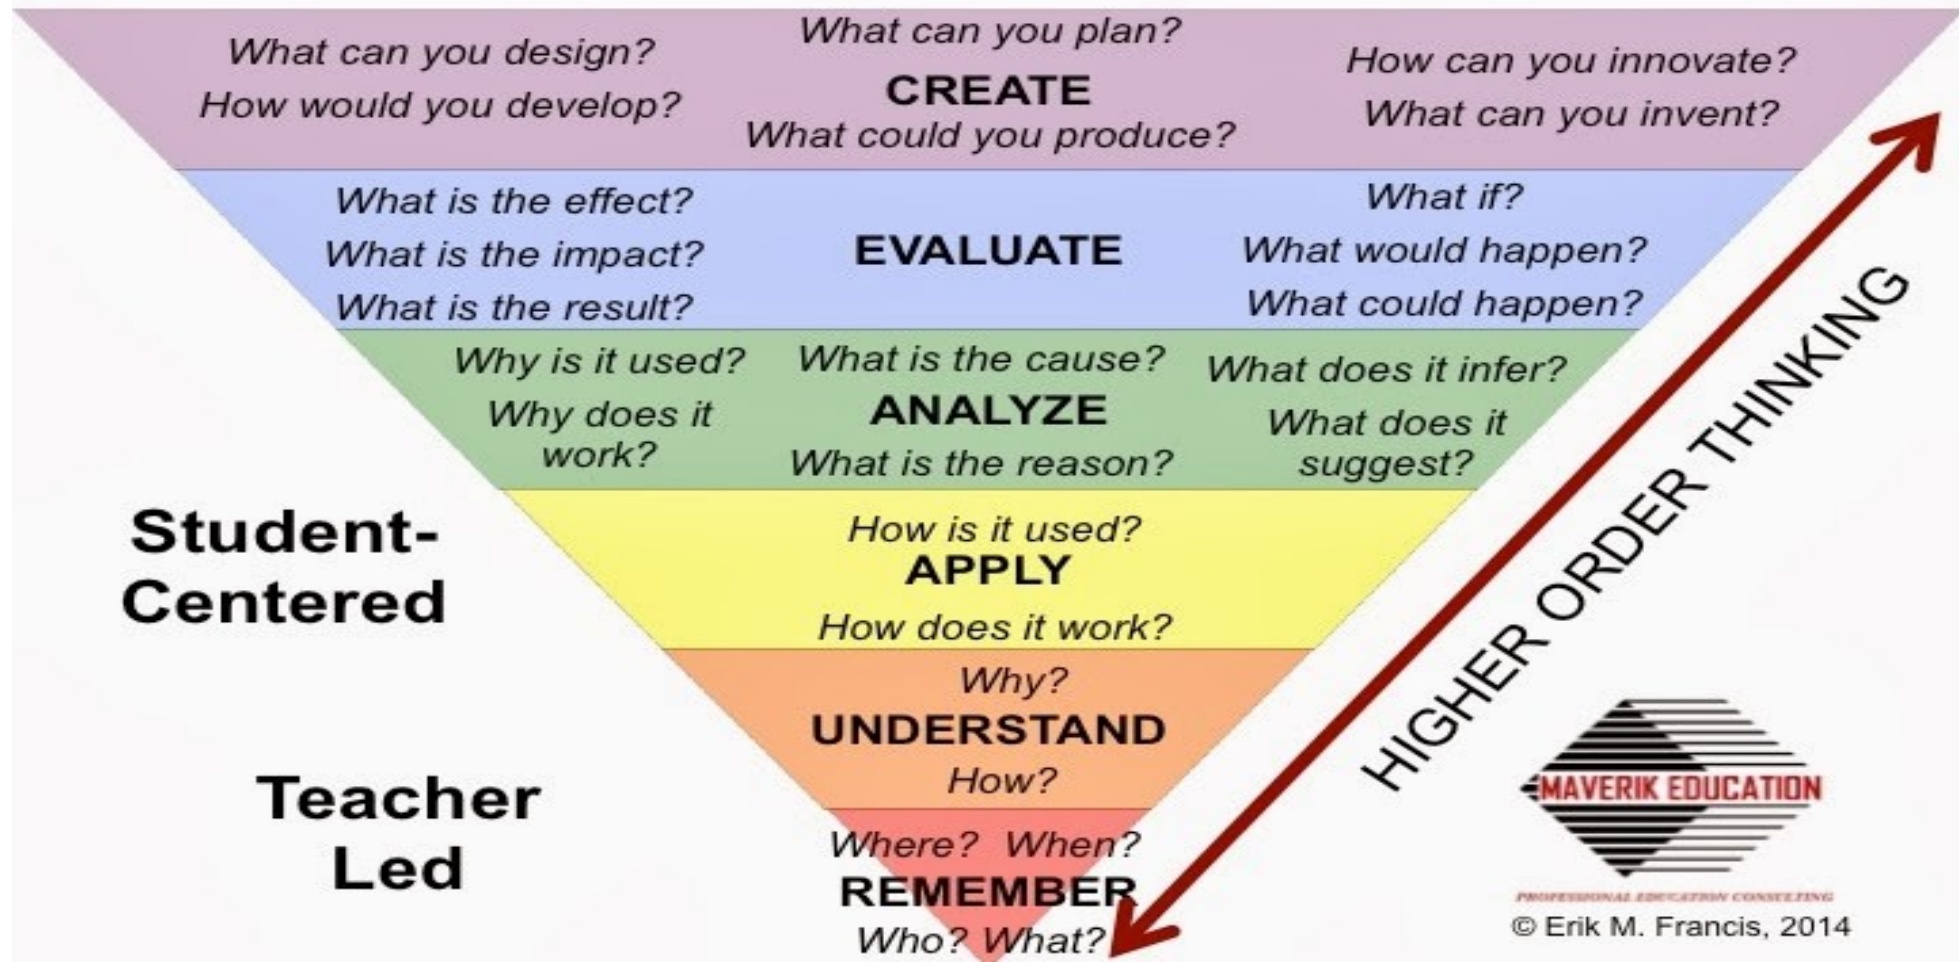 What can you design?
How would you develop?
What can you plan?
CREATE
What could you produce?
How can you innovate?
What can you invent?
What is the effect?
What is the impact?
What is the result?
EVALUATE
What if?
What would happen?
What could happen?
Why is it used?
Why does it
work?
What is the cause?
ANALYZE
What is the reason?
What does it infer?
What does it
suggest?
How is it used?
APPLY
How does it work?
Why?
UNDERSTAND
How?
Where? When?
REMEMBER
Who? What?
Student-
Centered
Teacher
Led
HIGHER ORDER THINKING
MAVERIK EDUCATION
PROFESSIONAL EDUCATION CONSULTING
© Erik M. Francis, 2014